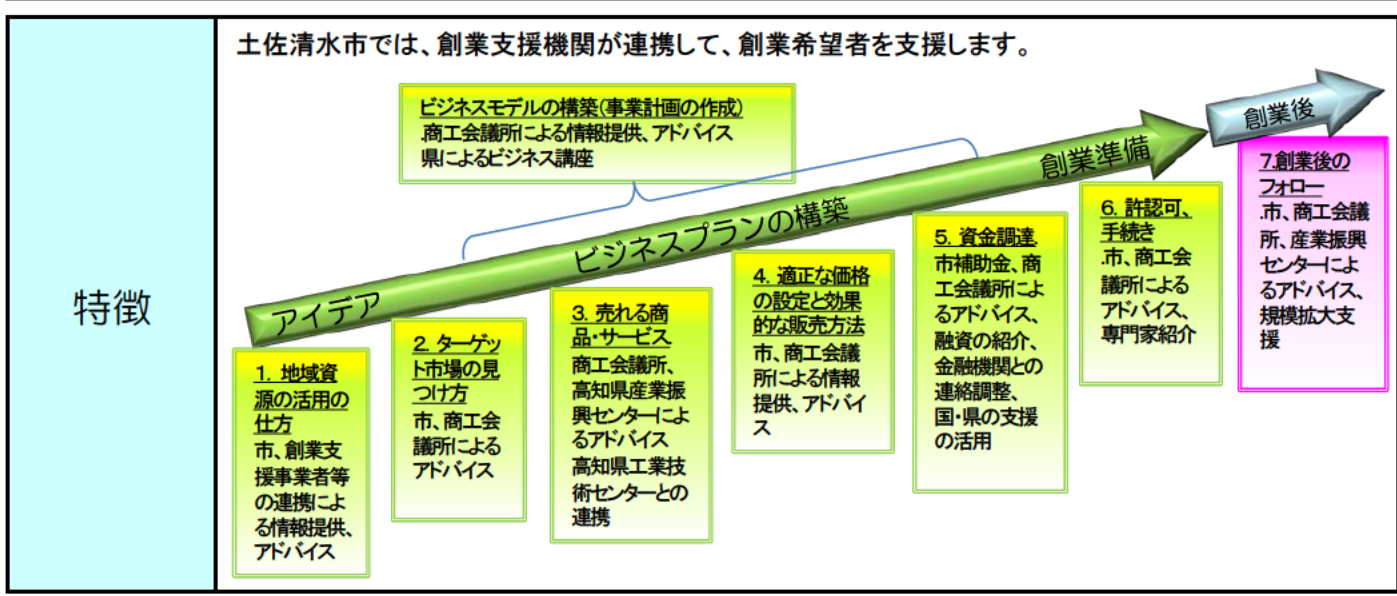 特徴
土佐清水市では、創業支援機関が連携して、創業希望者を支援します。
ビジネスモデルの構築(事業計画の作成)
.商工会議所による情報提供、アドバイス
県によるビジネス講座
アイデア
ビジネスプランの構築
創業準備
創業後
1. 地域資
源の活用の
仕方
市、創業支
援事業者等
の連携によ
る情報提供、
アドバイス
2. ターゲッ
ト市場の見
つけ方
市、商工会
議所による
アドバイス
3. 売れる商
品・サービス
商工会議所、
高知県産業振
興センターによ
るアドバイス
高知県工業技
術センターとの
連携
4. 適正な価格
の設定と効果
的な販売方法
市、商工会議
所による情報
提供、アドバイ
ス
5. 資金調達.
市補助金、商
工会議所によ
るアドバイス、
融資の紹介、
金融機関との
連絡調整、
国・県の支援
の活用
6. 許認可、
手続き
.市、商工会
議所による
アドバイス、
専門家紹介
7.創業後の
フォロー
.市、商工会議
所、産業振興
センターによ
るアドバイス、
規模拡大支
援